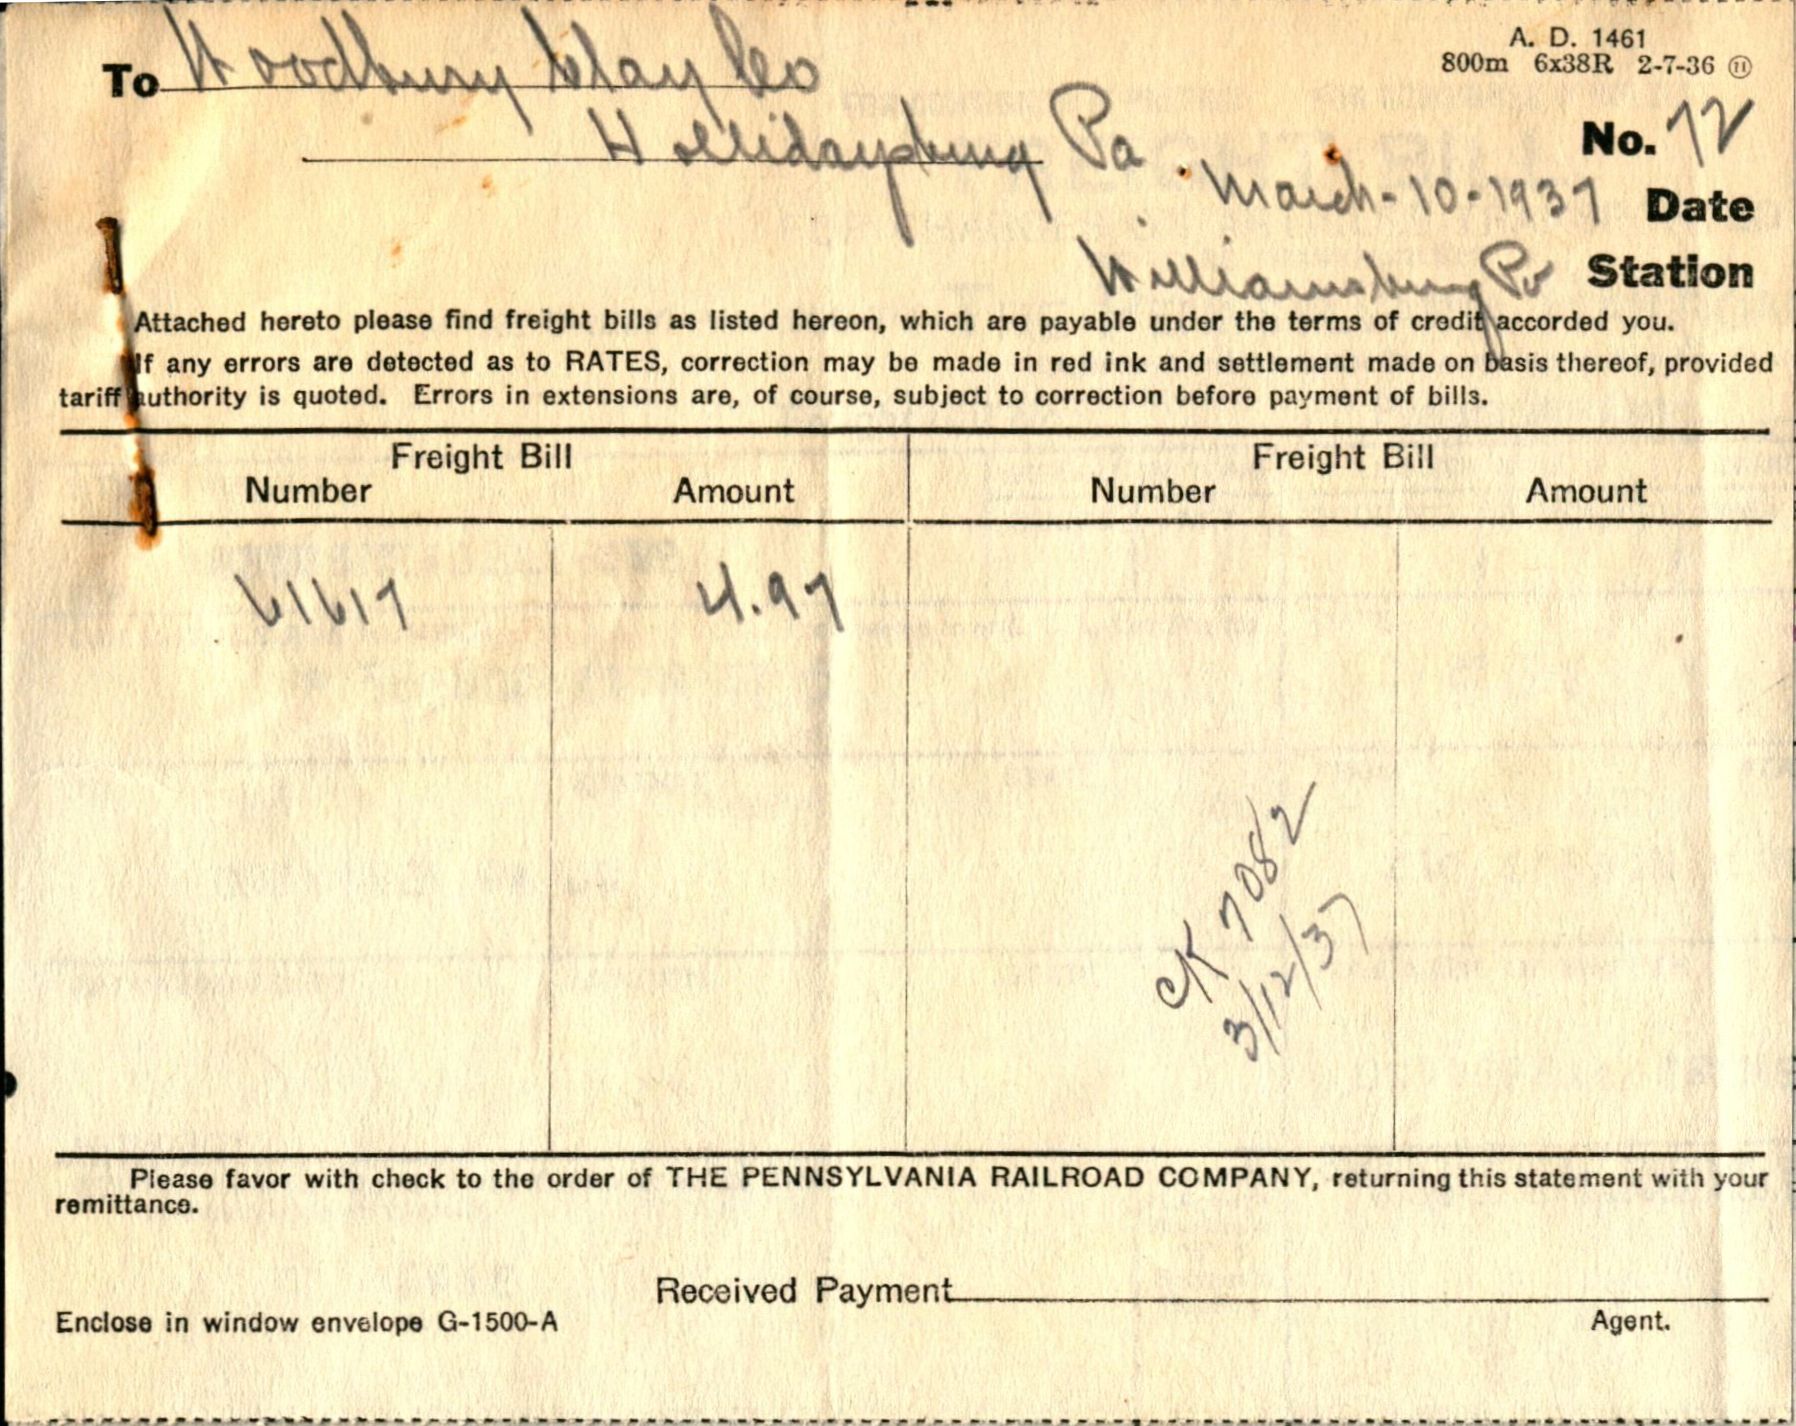 A. D. 1461
800m 6x38R 2-7-36 11
To Woodbury Clay Co
Hollidaysburg Pa
No. 72
March-10-1937 Date
Williamsburg Pa Station
Attached hereto please find freight bills as listed hereon, which are payable under the terms of credit accorded you.
If any errors are detected as to RATES, correction may be made in red ink and settlement made on basis thereof, provided
tariff authority is quoted. Errors in extensions are, of course, subject to correction before payment of bills.
Freight Bill Freight Bill
Number Amount Number Amount
61617 4.97
CK 7082
3/12/37
Please favor with check to the order of THE PENNSYLVANIA RAILROAD COMPANY, returning this statement with your
remittance.
Received Payment
Enclose in window envelope G-1500-A Agent.